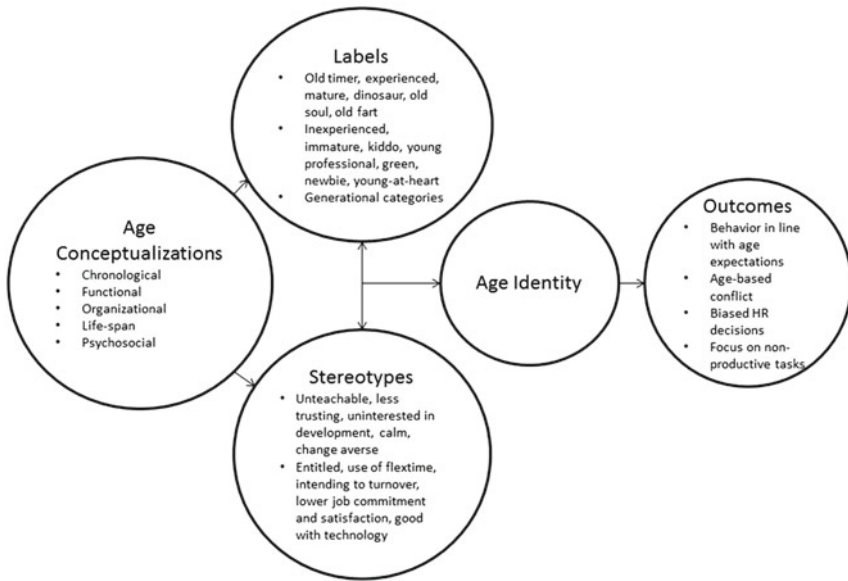 Labels
• Old timer, experienced,
mature, dinosaur, old
soul, old fart
• Inexperienced,
immature, kiddo, young
professional, green,
newbie, young-at-heart
• Generational categories
Age
Conceptualizations
• Chronological
• Functional
• Organizational
• Life-span
• Psychosocial
Stereotypes
• Unteachable, less
trusting, uninterested in
development, calm,
change averse
• Entitled, use of flextime,
intending to turnover,
lower job commitment
and satisfaction, good
with technology
Age Identity
Outcomes
• Behavior in line
with age
expectations
• Age-based
conflict
• Biased HR
decisions
• Focus on non-
productive tasks